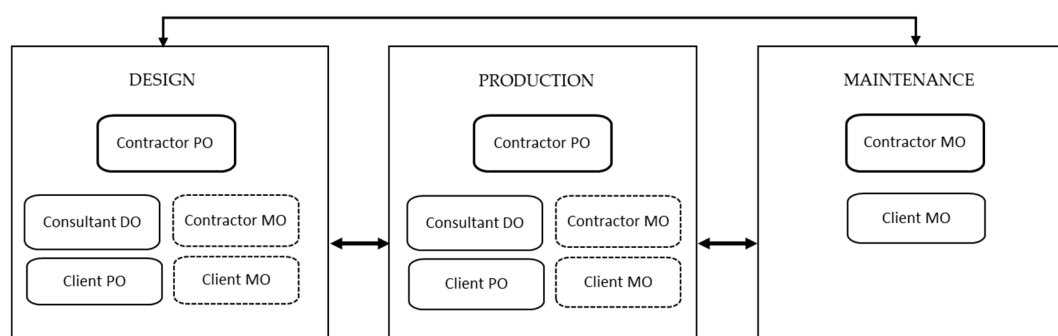 DESIGN
Contractor PO
Consultant DO
Contractor MO
Client PO
Client MO
PRODUCTION
Contractor PO
Consultant DO
Contractor MO
Client PO
Client MO
MAINTENANCE
Contractor MO
Client MO